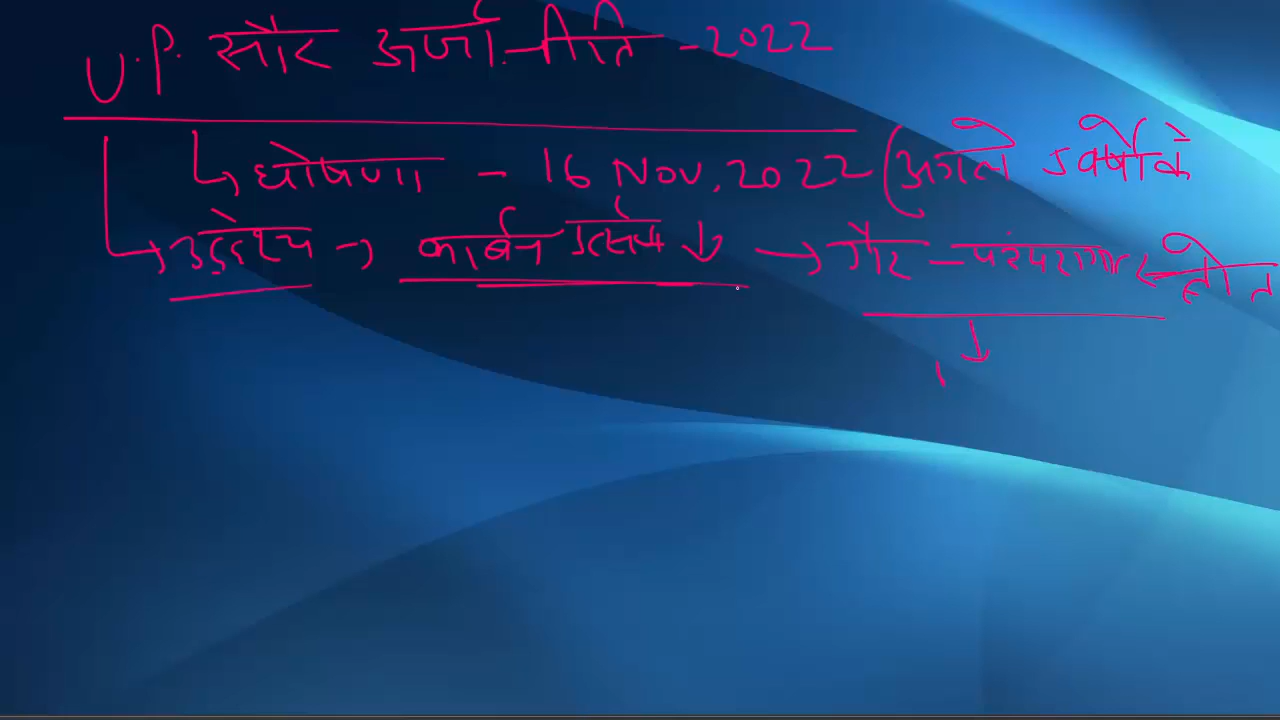 U.P. सौर ऊर्जा-नीति -2022
घोषणा - 16 Nov, 2022 (अगले 5 वर्षो के
उद्देश्य → कार्बन उत्सर्जन ↓ → गैर - परंपरागत स्त्रोत